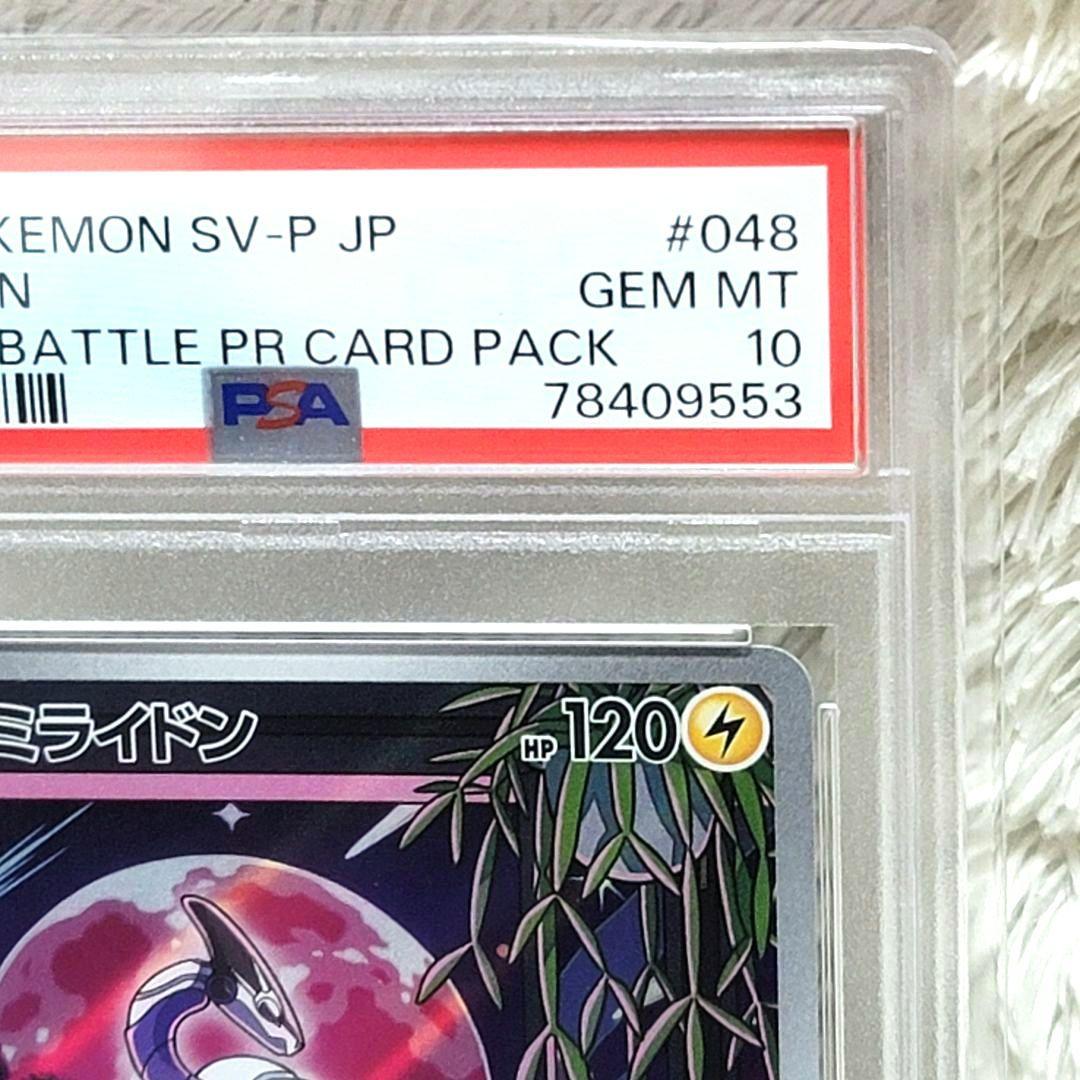 KEMON SV-P JP #048
N GEM MT
BATTLE PR CARD PACK 10
PSA 78409553
ミライドン HP 120